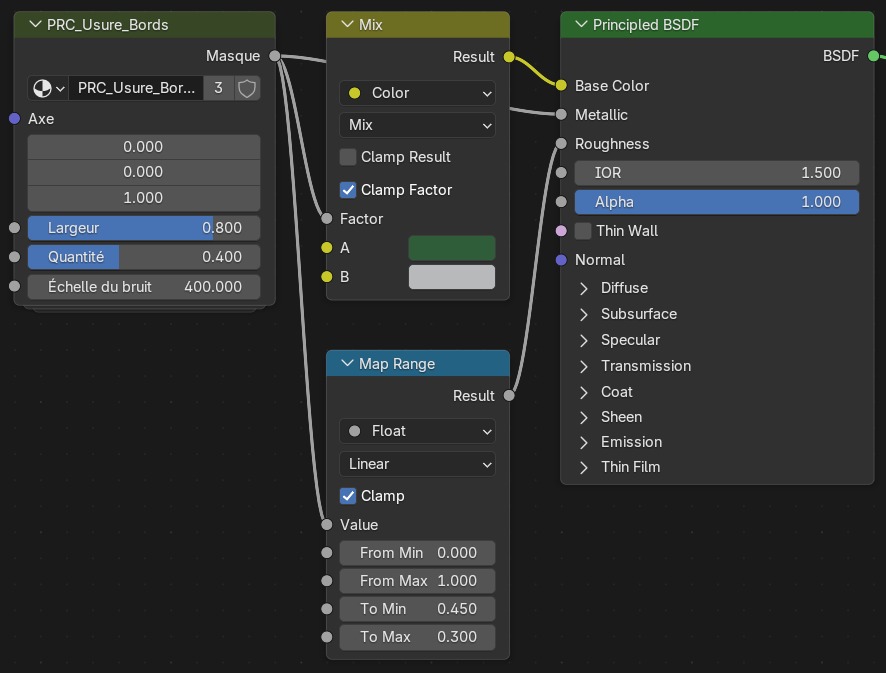 PRC_Usure_Bords
Masque
PRC_Usure_Bor... 3
Axe
0.000
0.000
1.000
Largeur 0.800
Quantité 0.400
Échelle du bruit 400.000
Mix
Result
Color
Mix
Clamp Result
Clamp Factor
Factor
A
B
Map Range
Result
Float
Linear
Clamp
Value
From Min 0.000
From Max 1.000
To Min 0.450
To Max 0.300
Principled BSDF
BSDF
Base Color
Metallic
Roughness
IOR 1.500
Alpha 1.000
Thin Wall
Normal
Diffuse
Subsurface
Specular
Transmission
Coat
Sheen
Emission
Thin Film